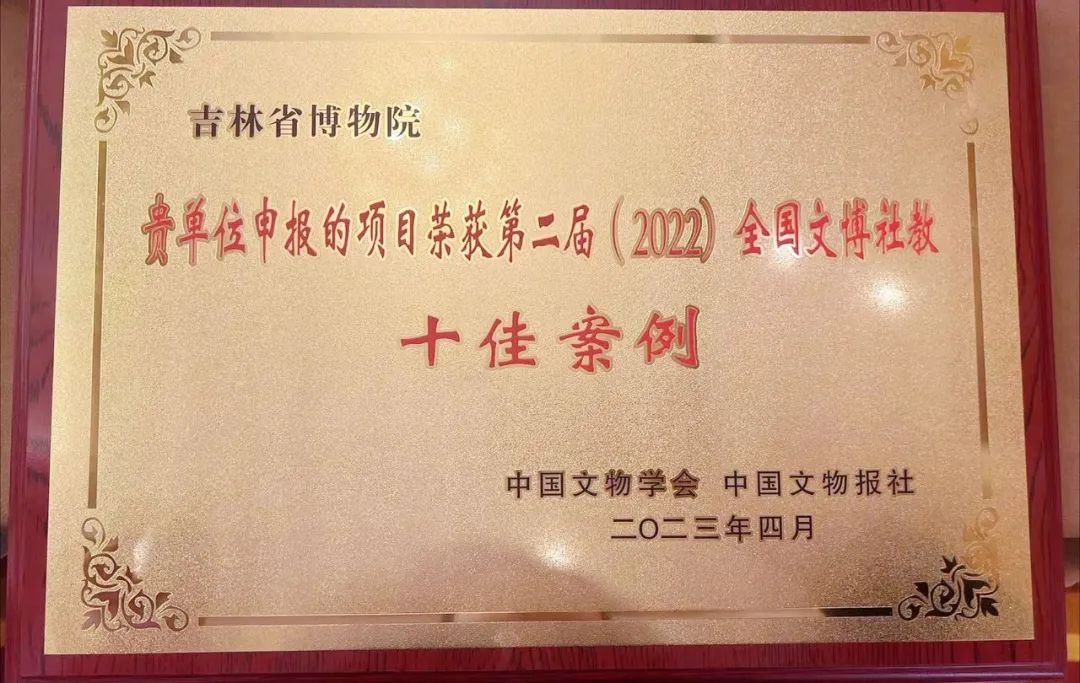 吉林省博物院
贵单位申报的项目荣获第二届（2022）全国文博社教
十佳案例
中国文物学会 中国文物报社
二〇二三年四月